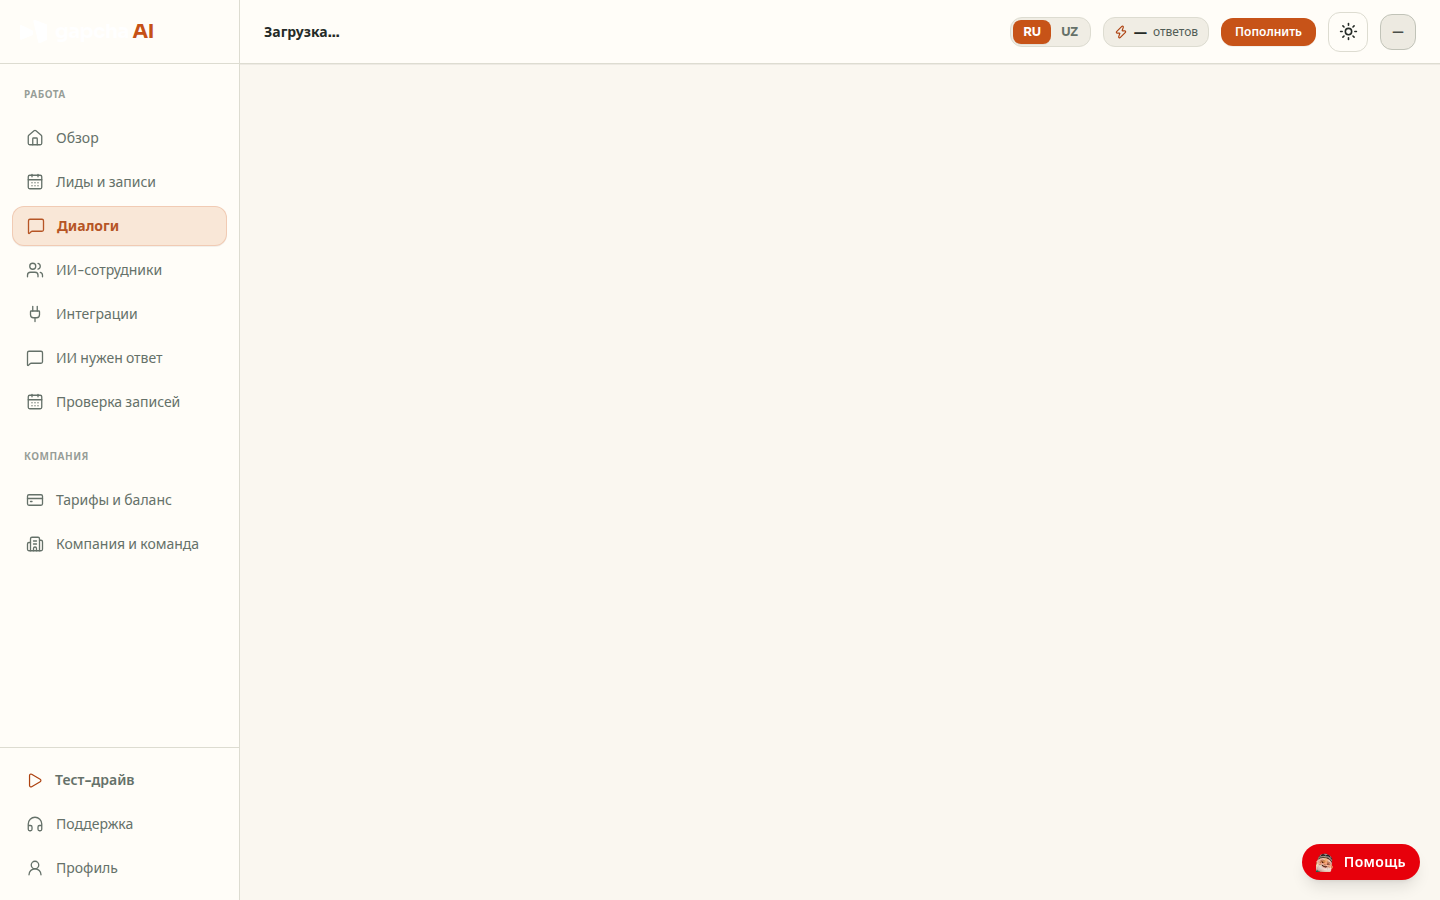 AI
Загрузка...
RU UZ
— ответов
Пополнить
—
РАБОТА
Обзор
Лиды и записи
Диалоги
ИИ-сотрудники
Интеграции
ИИ нужен ответ
Проверка записей
КОМПАНИЯ
Тарифы и баланс
Компания и команда
Тест-драйв
Поддержка
Профиль
Помощь